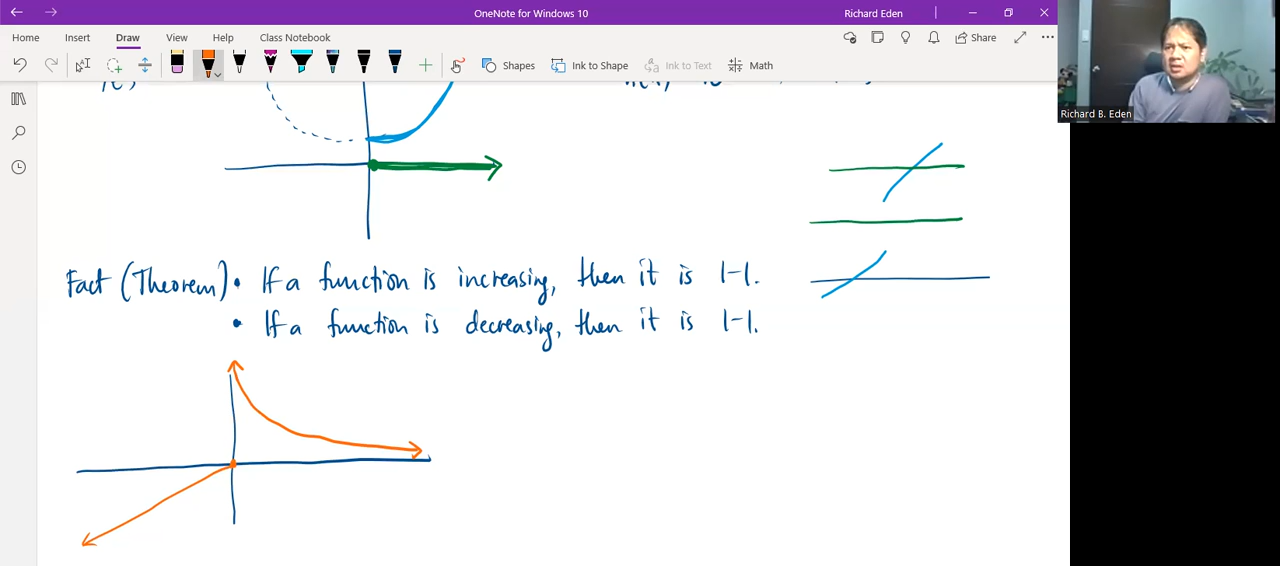 OneNote for Windows 10
Richard Eden
Home Insert Draw View Help Class Notebook
Share
Shapes Ink to Shape Ink to Text Math
Richard B. Eden
Fact (Theorem) • If a function is increasing, then it is 1-1.
• If a function is decreasing, then it is 1-1.